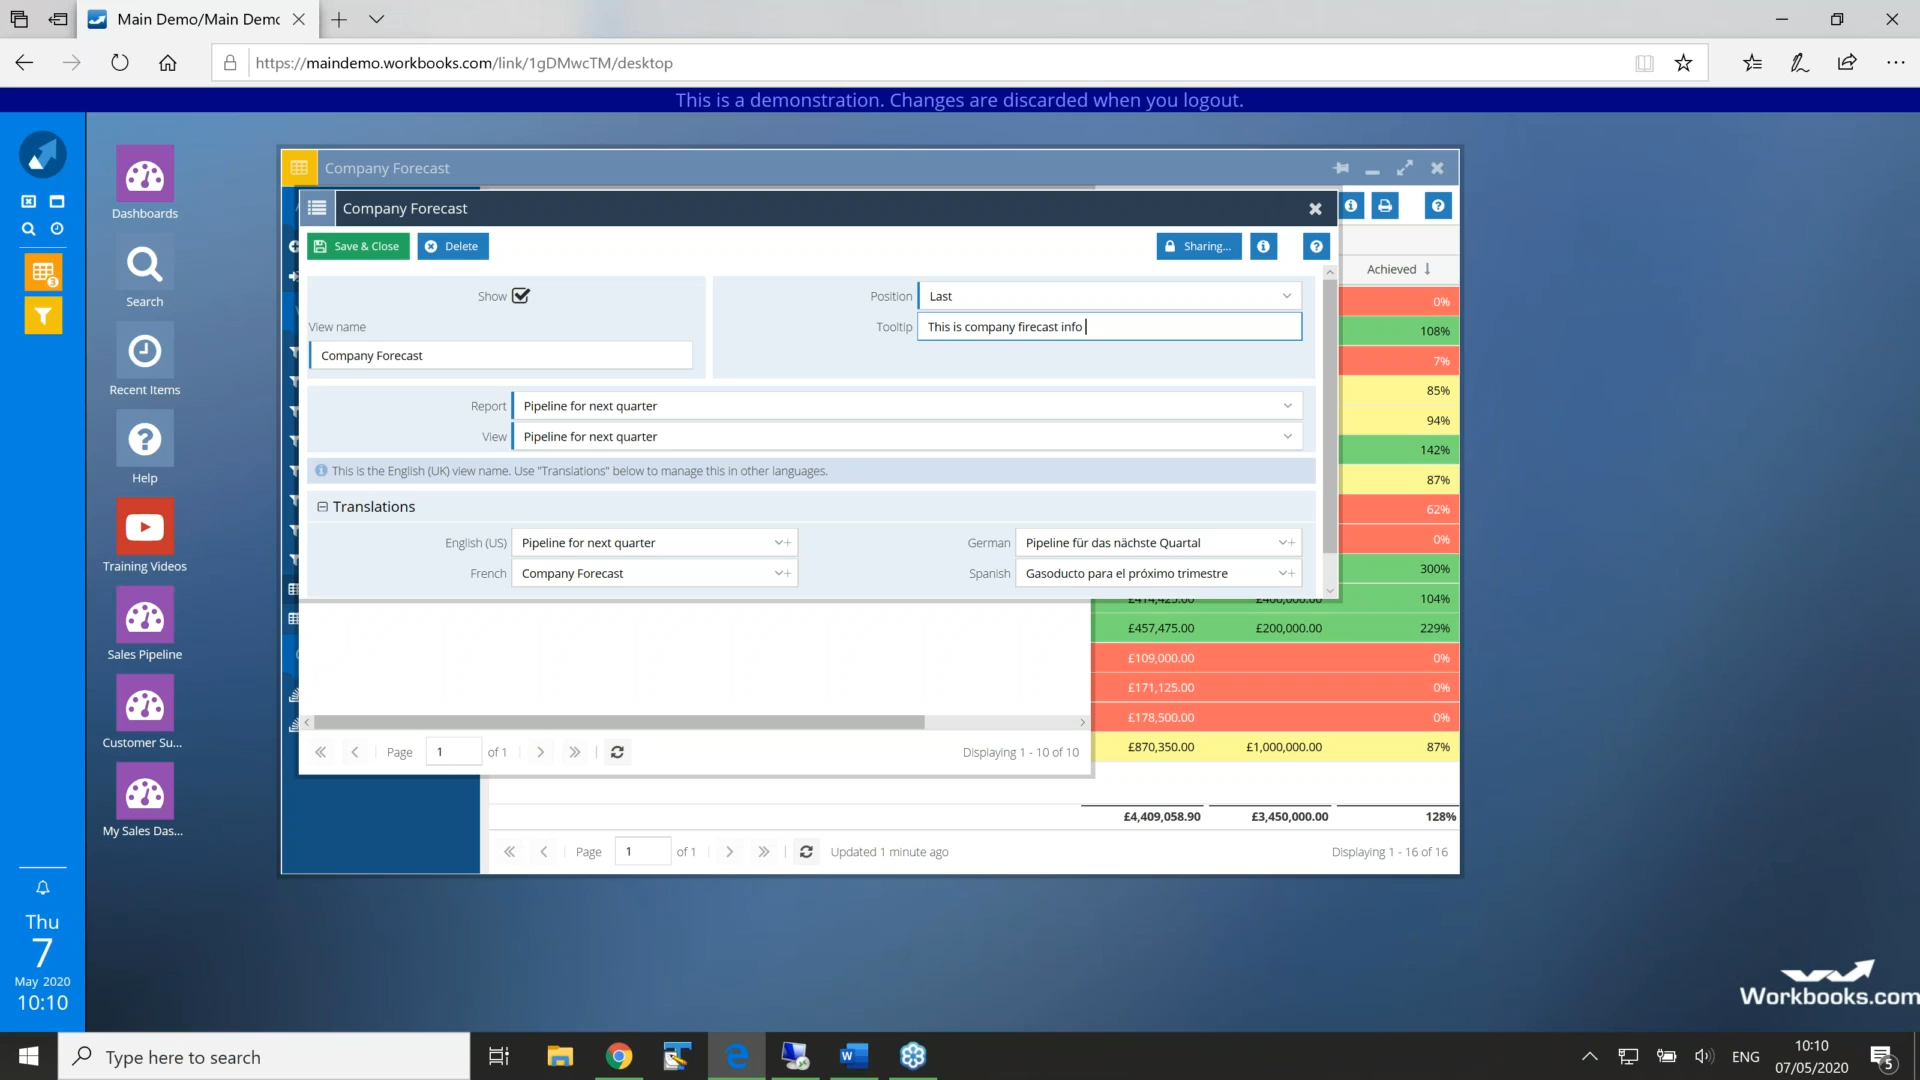 Main Demo/Main Demo
https://maindemo.workbooks.com/link/1gDMwcTM/desktop
This is a demonstration. Changes are discarded when you logout.
Dashboards
Search
Recent Items
Help
Training Videos
Sales Pipeline
Customer Su...
My Sales Das...
3
Thu
7
May 2020
10:10
Company Forecast
Company Forecast
Save & Close
Delete
Sharing...
Show
Position
Last
Tooltip
This is company firecast info
View name
Company Forecast
Report
Pipeline for next quarter
View
Pipeline for next quarter
This is the English (UK) view name. Use "Translations" below to manage this in other languages.
Translations
English (US)
Pipeline for next quarter
German
Pipeline für das nächste Quartal
French
Company Forecast
Spanish
Gasoducto para el próximo trimestre
Page 1 of 1
Displaying 1 - 10 of 10
Achieved
0%
108%
7%
85%
94%
142%
87%
62%
0%
300%
£414,425.00 £400,000.00 104%
£457,475.00 £200,000.00 229%
£109,000.00 0%
£171,125.00 0%
£178,500.00 0%
£870,350.00 £1,000,000.00 87%
£4,409,058.90 £3,450,000.00 128%
Page 1 of 1
Updated 1 minute ago
Displaying 1 - 16 of 16
Workbooks.com
Type here to search
ENG
10:10
07/05/2020
5